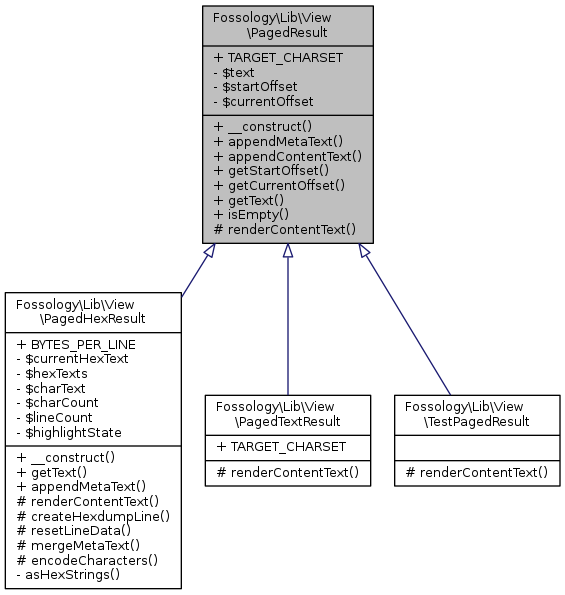 Fossology\Lib\View
\PagedResult
+ TARGET_CHARSET
- $text
- $startOffset
- $currentOffset
+ __construct()
+ appendMetaText()
+ appendContentText()
+ getStartOffset()
+ getCurrentOffset()
+ getText()
+ isEmpty()
# renderContentText()
Fossology\Lib\View
\PagedHexResult
+ BYTES_PER_LINE
- $currentHexText
- $hexTexts
- $charText
- $charCount
- $lineCount
- $highlightState
+ __construct()
+ getText()
+ appendMetaText()
# renderContentText()
# createHexdumpLine()
# resetLineData()
# mergeMetaText()
# encodeCharacters()
- asHexStrings()
Fossology\Lib\View
\PagedTextResult
+ TARGET_CHARSET
# renderContentText()
Fossology\Lib\View
\TestPagedResult
# renderContentText()